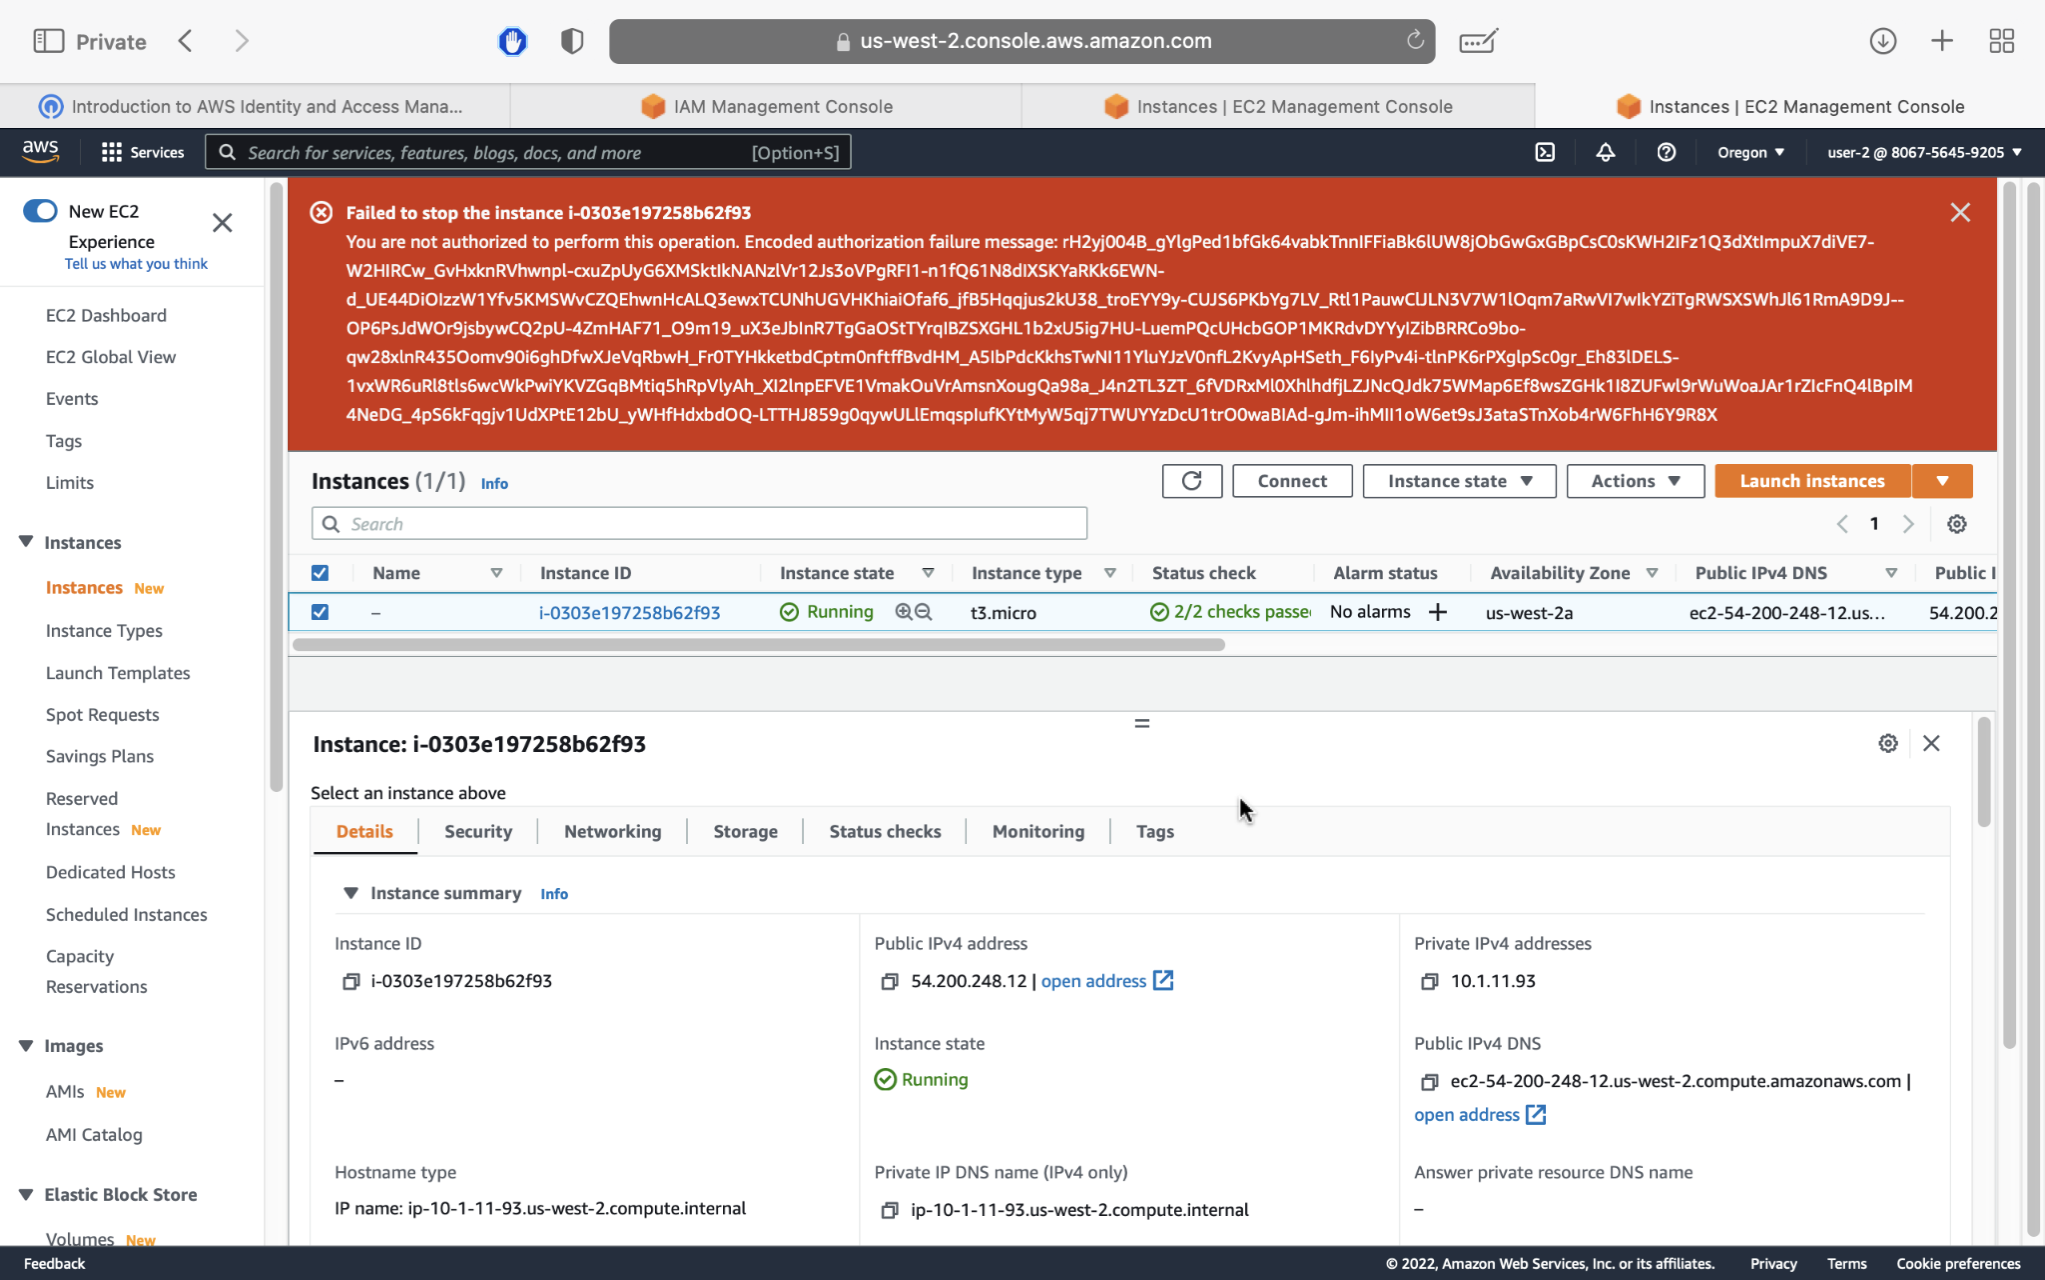 Private
us-west-2.console.aws.amazon.com
Introduction to AWS Identity and Access Mana...
IAM Management Console
Instances | EC2 Management Console
Instances | EC2 Management Console
aws
Services
Search for services, features, blogs, docs, and more
[Option+S]
Oregon
user-2 @ 8067-5645-9205
New EC2
Experience
Tell us what you think
EC2 Dashboard
EC2 Global View
Events
Tags
Limits
Instances
Instances New
Instance Types
Launch Templates
Spot Requests
Savings Plans
Reserved
Instances New
Dedicated Hosts
Scheduled Instances
Capacity
Reservations
Images
AMIs New
AMI Catalog
Elastic Block Store
Volumes New
Failed to stop the instance i-0303e197258b62f93
You are not authorized to perform this operation. Encoded authorization failure message: rH2yj004B_gYlgPed1bfGk64vabkTnnIFFiaBk6lUW8jObGwGxGBpCsC0sKWH2IFz1Q3dXtImpuX7diVE7-
W2HIRCw_GvHxknRVhwnpl-cxuZpUyG6XMSktIkNANzlVr12Js3oVPgRFI1-n1fQ61N8dIXSKYaRKk6EWN-
d_UE44DiOIzzW1Yfv5KMSWvCZQEhwnHcALQ3ewxTCUNhUGVHKhiaiOfaf6_jfB5Hqqjus2kU38_troEYY9y-CUJS6PKbYg7LV_Rtl1PauwClJLN3V7W1lOqm7aRwVI7wIkYZiTgRWSXSWhJl61RmA9D9J--
OP6PsJdWOr9jsbywCQ2pU-4ZmHAF71_O9m19_uX3eJbInR7TgGaOStTYrqIBZSXGHL1b2xU5ig7HU-LuemPQcUHcbGOP1MKRdvDYYyIZibBRRCo9bo-
qw28xlnR435Oomv90i6ghDfwXJeVqRbwH_Fr0TYHkketbdCptm0nftffBvdHM_A5IbPdcKkhsTwNI11YluYJzV0nfL2KvyApHSeth_F6IyPv4i-tlnPK6rPXglpSc0gr_Eh83lDELS-
1vxWR6uRl8tls6wcWkPwiYKVZGqBMtiq5hRpVlyAh_XI2lnpEFVE1VmakOuVrAmsnXougQa98a_J4n2TL3ZT_6fVDRxMl0XhlhdfjLZJNcQJdk75WMap6Ef8wsZGHk1I8ZUFwl9rWuWoaJAr1rZIcFnQ4lBpIM
4NeDG_4pS6kFqgjv1UdXPtE12bU_yWHfHdxbdOQ-LTTHJ859g0qywULlEmqspIufKYtMyW5qj7TWUYYzDcU1trO0waBIAd-gJm-ihMII1oW6et9sJ3ataSTnXob4rW6FhH6Y9R8X
Instances (1/1) Info
Connect
Instance state
Actions
Launch instances
Search
1
Name
Instance ID
Instance state
Instance type
Status check
Alarm status
Availability Zone
Public IPv4 DNS
Public I
–
i-0303e197258b62f93
Running
t3.micro
2/2 checks passe
No alarms
us-west-2a
ec2-54-200-248-12.us...
54.200.2
Instance: i-0303e197258b62f93
Select an instance above
Details
Security
Networking
Storage
Status checks
Monitoring
Tags
Instance summary Info
Instance ID
i-0303e197258b62f93
Public IPv4 address
54.200.248.12 | open address
Private IPv4 addresses
10.1.11.93
IPv6 address
–
Instance state
Running
Public IPv4 DNS
ec2-54-200-248-12.us-west-2.compute.amazonaws.com |
open address
Hostname type
IP name: ip-10-1-11-93.us-west-2.compute.internal
Private IP DNS name (IPv4 only)
ip-10-1-11-93.us-west-2.compute.internal
Answer private resource DNS name
–
Feedback
© 2022, Amazon Web Services, Inc. or its affiliates.
Privacy
Terms
Cookie preferences